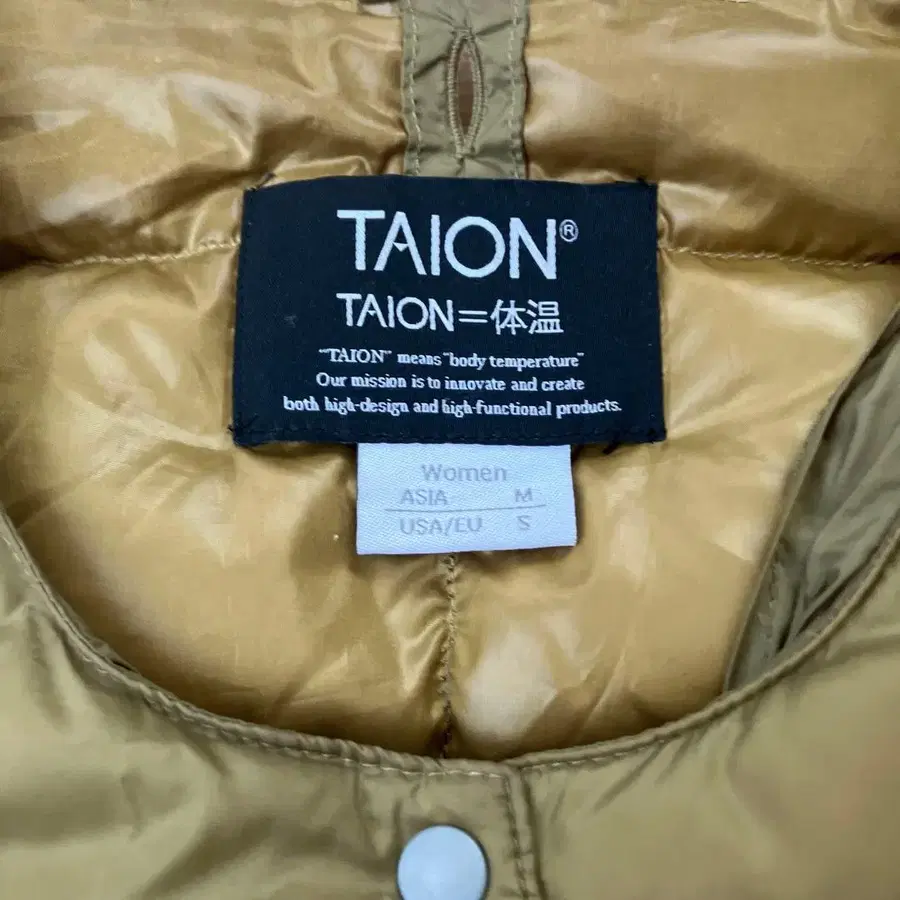 TAION®
TAION=体温
"TAION" means "body temperature"
Our mission is to innovate and create
both high-design and high-functional products.
Women
ASIA M
USA/EU S